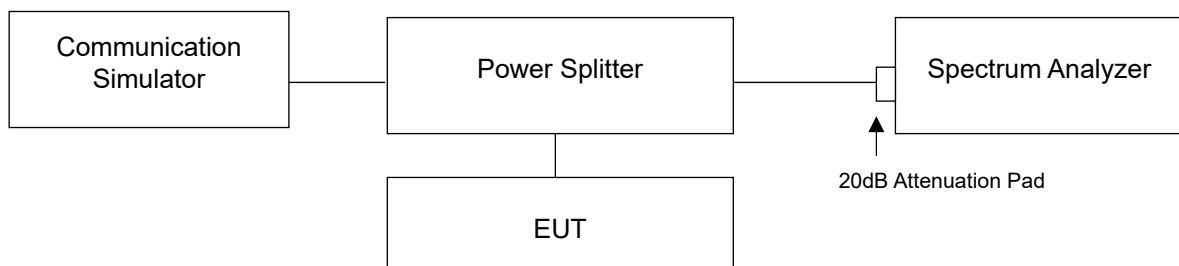 Communication
Simulator
Power Splitter
Spectrum Analyzer
20dB Attenuation Pad
EUT